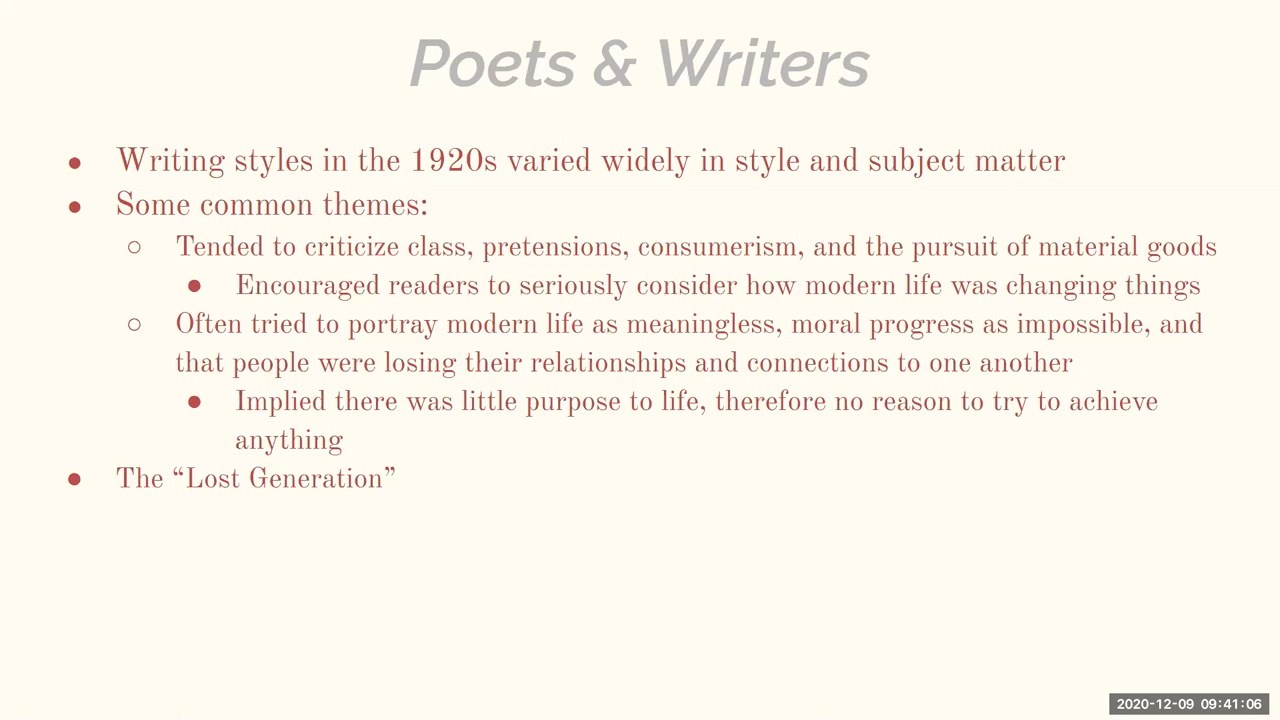 Poets & Writers
● Writing styles in the 1920s varied widely in style and subject matter
● Some common themes:
○ Tended to criticize class, pretensions, consumerism, and the pursuit of material goods
● Encouraged readers to seriously consider how modern life was changing things
○ Often tried to portray modern life as meaningless, moral progress as impossible, and
that people were losing their relationships and connections to one another
● Implied there was little purpose to life, therefore no reason to try to achieve
anything
● The “Lost Generation”
2020-12-09 09:41:06